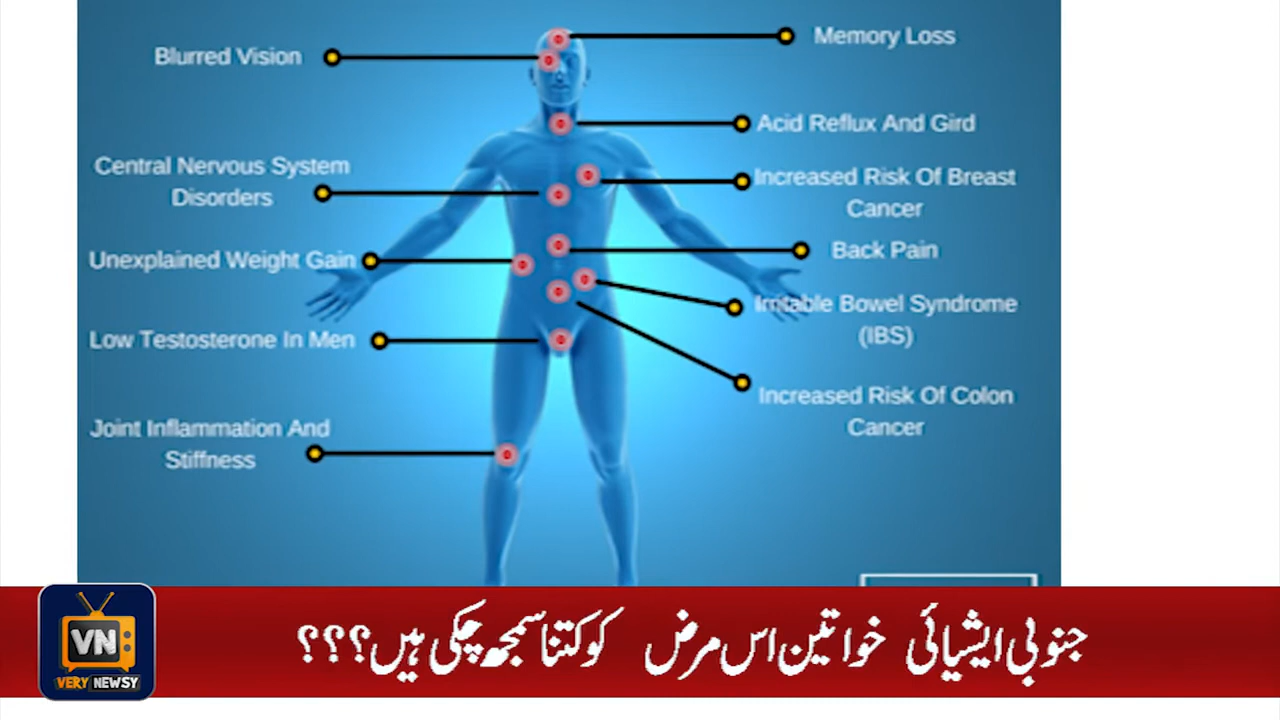 Memory Loss
Blurred Vision
Acid Reflux And Gird
Central Nervous System
Disorders
Increased Risk Of Breast
Cancer
Unexplained Weight Gain
Back Pain
Irritable Bowel Syndrome
(IBS)
Low Testosterone In Men
Increased Risk Of Colon
Cancer
Joint Inflammation And
Stiffness
جنوبی ایشیائی خواتین اس مرض کو کتنا سمجھ چکی ہیں؟؟؟
VN
VERY NEWSY